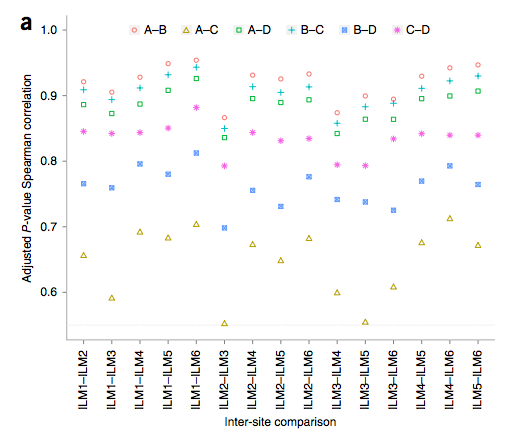 a
A–B A–C A–D B–C B–D C–D
1.0
0.9
0.8
0.7
0.6
Adjusted P-value Spearman correlation
ILM1–ILM2
ILM1–ILM3
ILM1–ILM4
ILM1–ILM5
ILM1–ILM6
ILM2–ILM3
ILM2–ILM4
ILM2–ILM5
ILM2–ILM6
ILM3–ILM4
ILM3–ILM5
ILM3–ILM6
ILM4–ILM5
ILM4–ILM6
ILM5–ILM6
Inter-site comparison